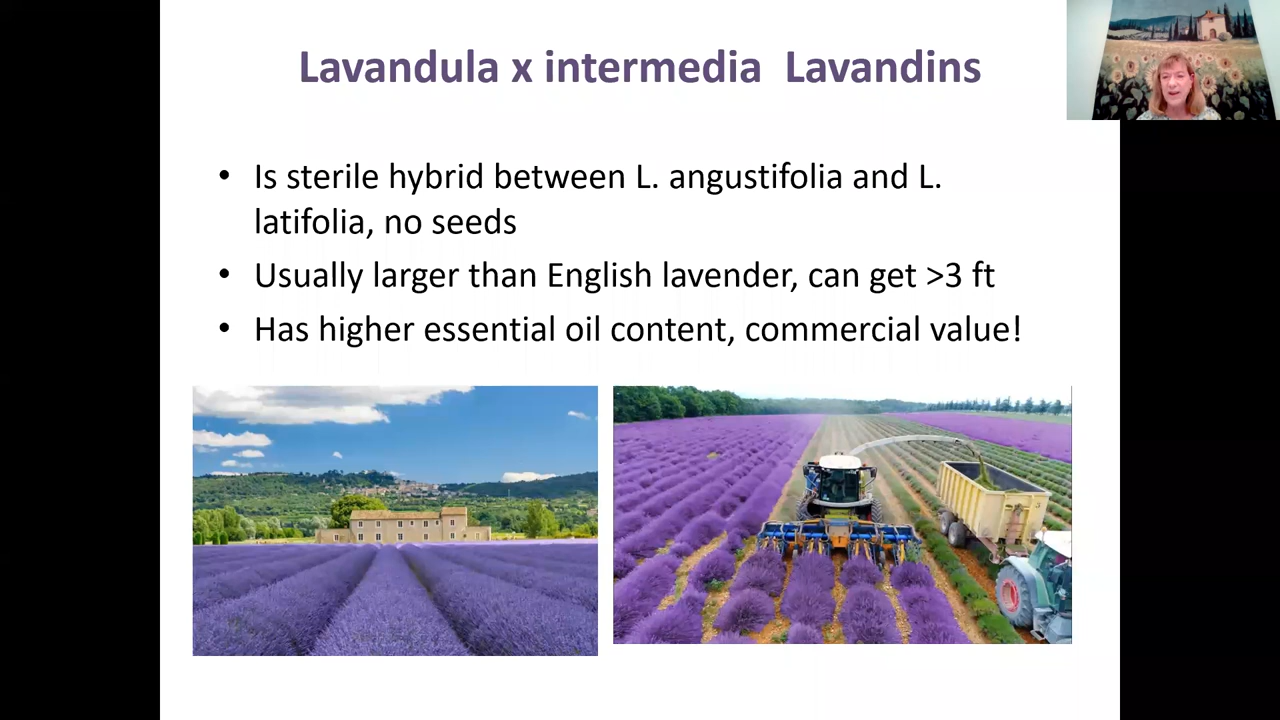 Lavandula x intermedia  Lavandins
• Is sterile hybrid between L. angustifolia and L.
latifolia, no seeds
• Usually larger than English lavender, can get >3 ft
• Has higher essential oil content, commercial value!